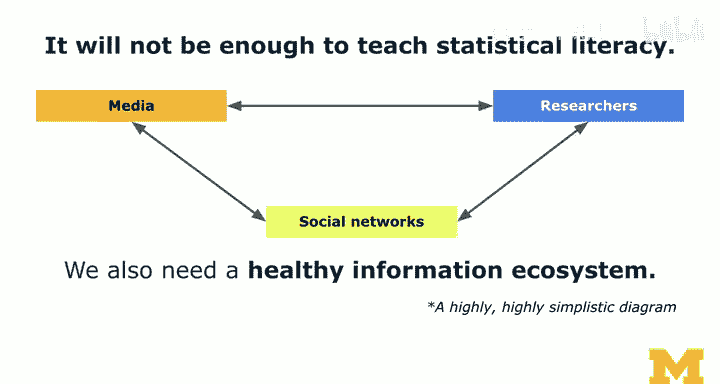 It will not be enough to teach statistical literacy.
Media
Researchers
Social networks
We also need a healthy information ecosystem.
*A highly, highly simplistic diagram
M